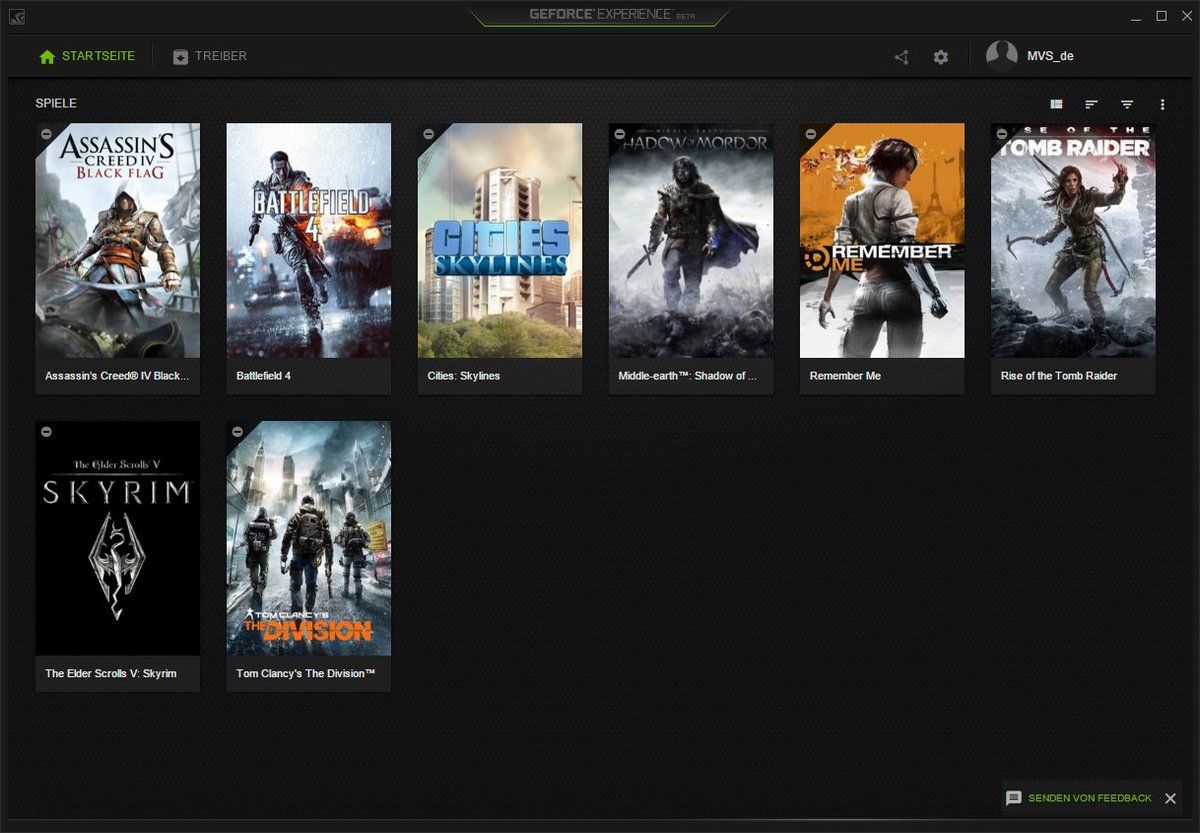 GEFORCE® EXPERIENCE™ BETA
STARTSEITE
TREIBER
MVS_de
SPIELE
ASSASSIN'S
CREED IV
BLACK FLAG
BATTLEFIELD
4
CITIES
SKYLINES
MIDDLE-EARTH
SHADOW OF MORDOR
REMEMBER
ME
SE OF THE
TOMB RAIDER
Assassin's Creed® IV Black...
Battlefield 4
Cities: Skylines
Middle-earth™: Shadow of ...
Remember Me
Rise of the Tomb Raider
The Elder Scrolls V
SKYRIM
TOM CLANCY'S
THE DIVISION
The Elder Scrolls V: Skyrim
Tom Clancy's The Division™
SENDEN VON FEEDBACK